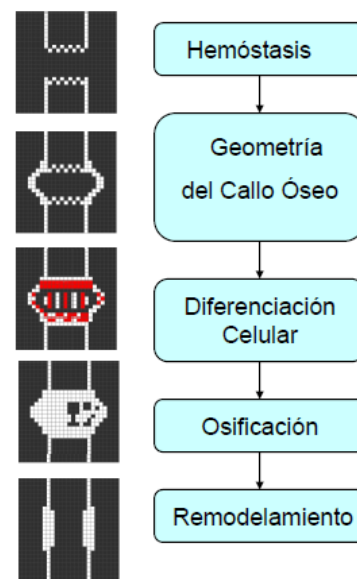 Hemóstasis
Geometría
del Callo Óseo
Diferenciación
Celular
Osificación
Remodelamiento